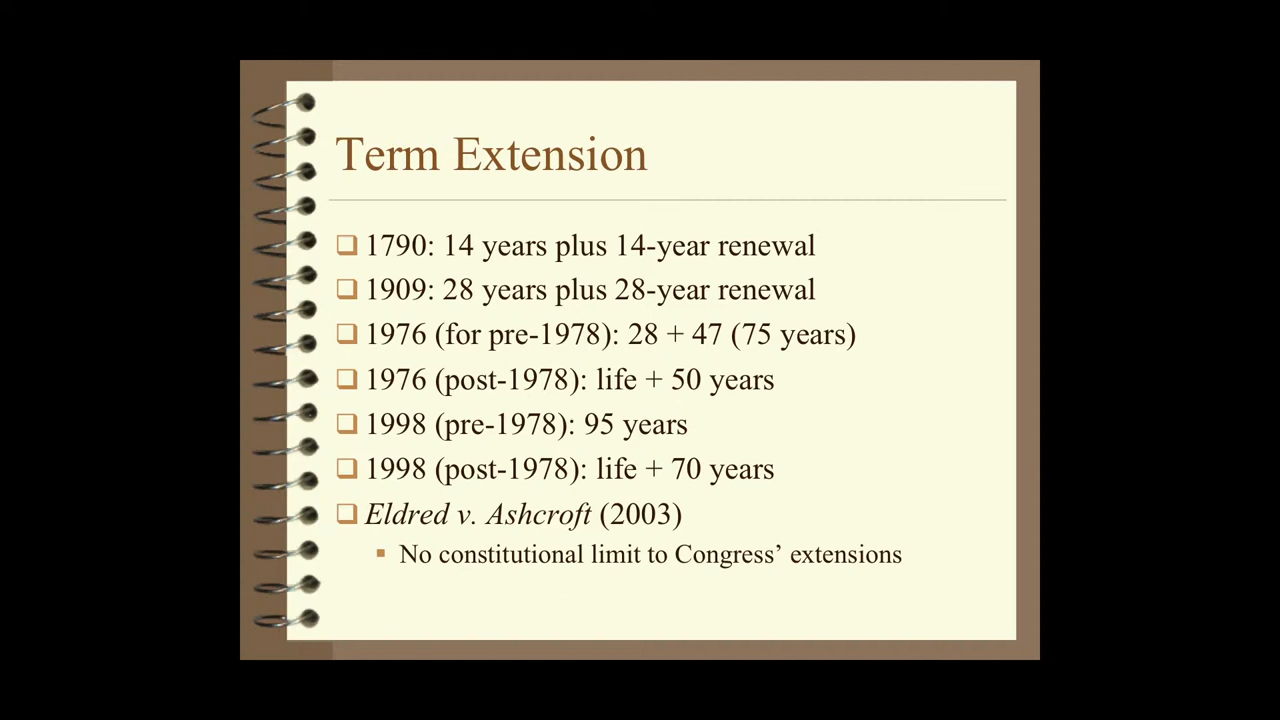 Term Extension
1790: 14 years plus 14-year renewal
1909: 28 years plus 28-year renewal
1976 (for pre-1978): 28 + 47 (75 years)
1976 (post-1978): life + 50 years
1998 (pre-1978): 95 years
1998 (post-1978): life + 70 years
Eldred v. Ashcroft (2003)
No constitutional limit to Congress’ extensions